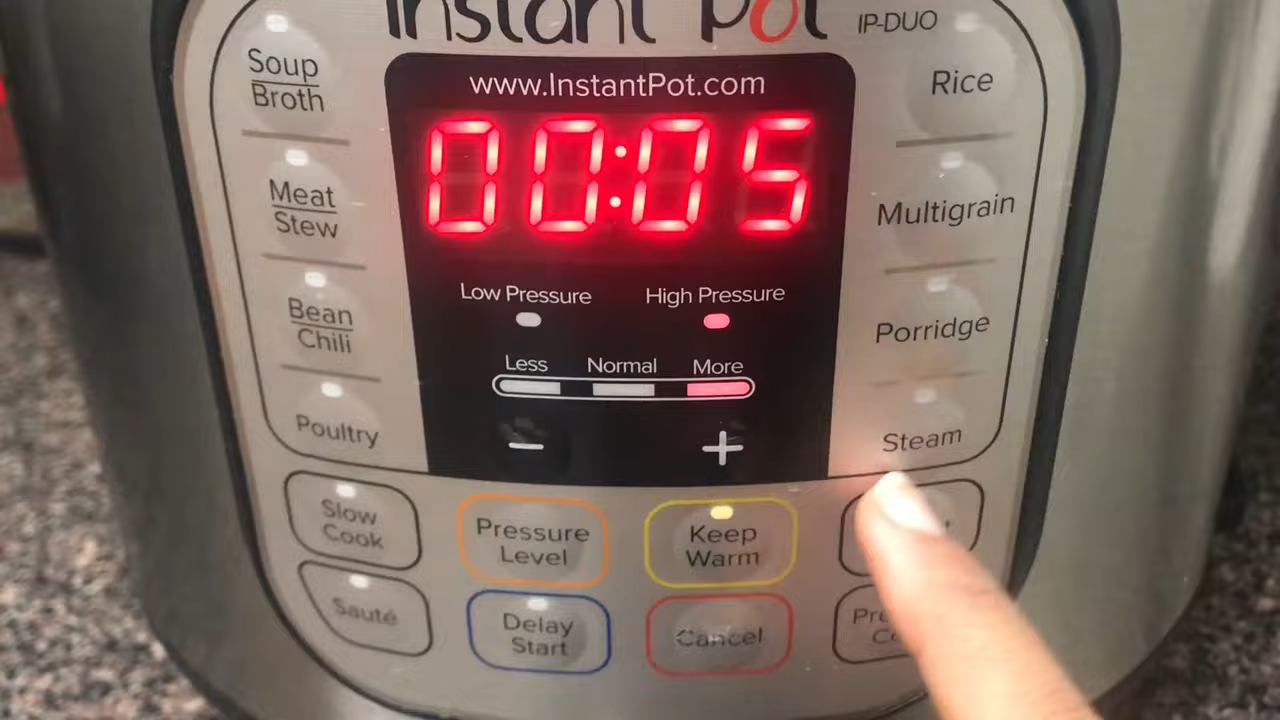 Instant Pot IP-DUO
www.InstantPot.com
00:05
Soup
Broth
Meat
Stew
Bean
Chili
Poultry
Low Pressure High Pressure
Less Normal More
- +
Rice
Multigrain
Porridge
Steam
Slow
Cook
Sauté
Pressure
Level
Keep
Warm
Delay
Start
Cancel